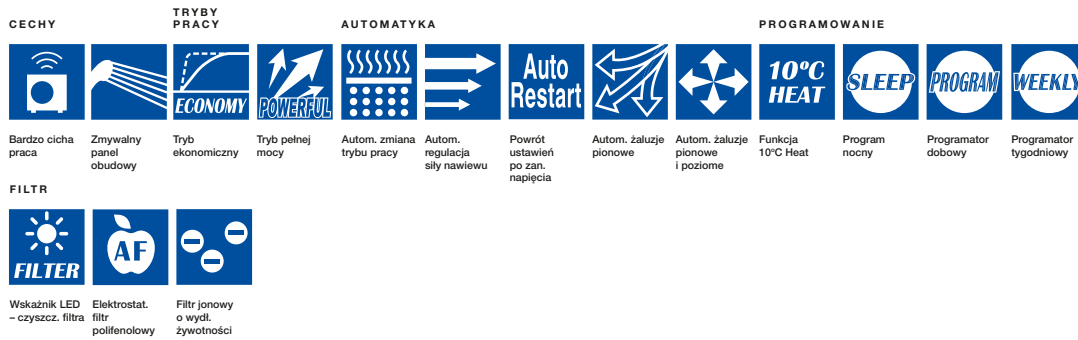 CECHY
TRYBY
PRACY
AUTOMATYKA
PROGRAMOWANIE
ECONOMY
POWERFUL
Auto
Restart
10°C
HEAT
SLEEP
PROGRAM
WEEKLY
Bardzo cicha
praca
Zmywalny
panel
obudowy
Tryb
ekonomiczny
Tryb pełnej
mocy
Autom. zmiana
trybu pracy
Autom.
regulacja
siły nawiewu
Powrót
ustawień
po zan.
napięcia
Autom. żaluzje
pionowe
Autom. żaluzje
pionowe
i poziome
Funkcja
10°C Heat
Program
nocny
Programator
dobowy
Programator
tygodniowy
FILTR
FILTER
AF
Wskaźnik LED
– czyszcz. filtra
Elektrostat.
filtr
polifenolowy
Filtr jonowy
o wydł.
żywotności